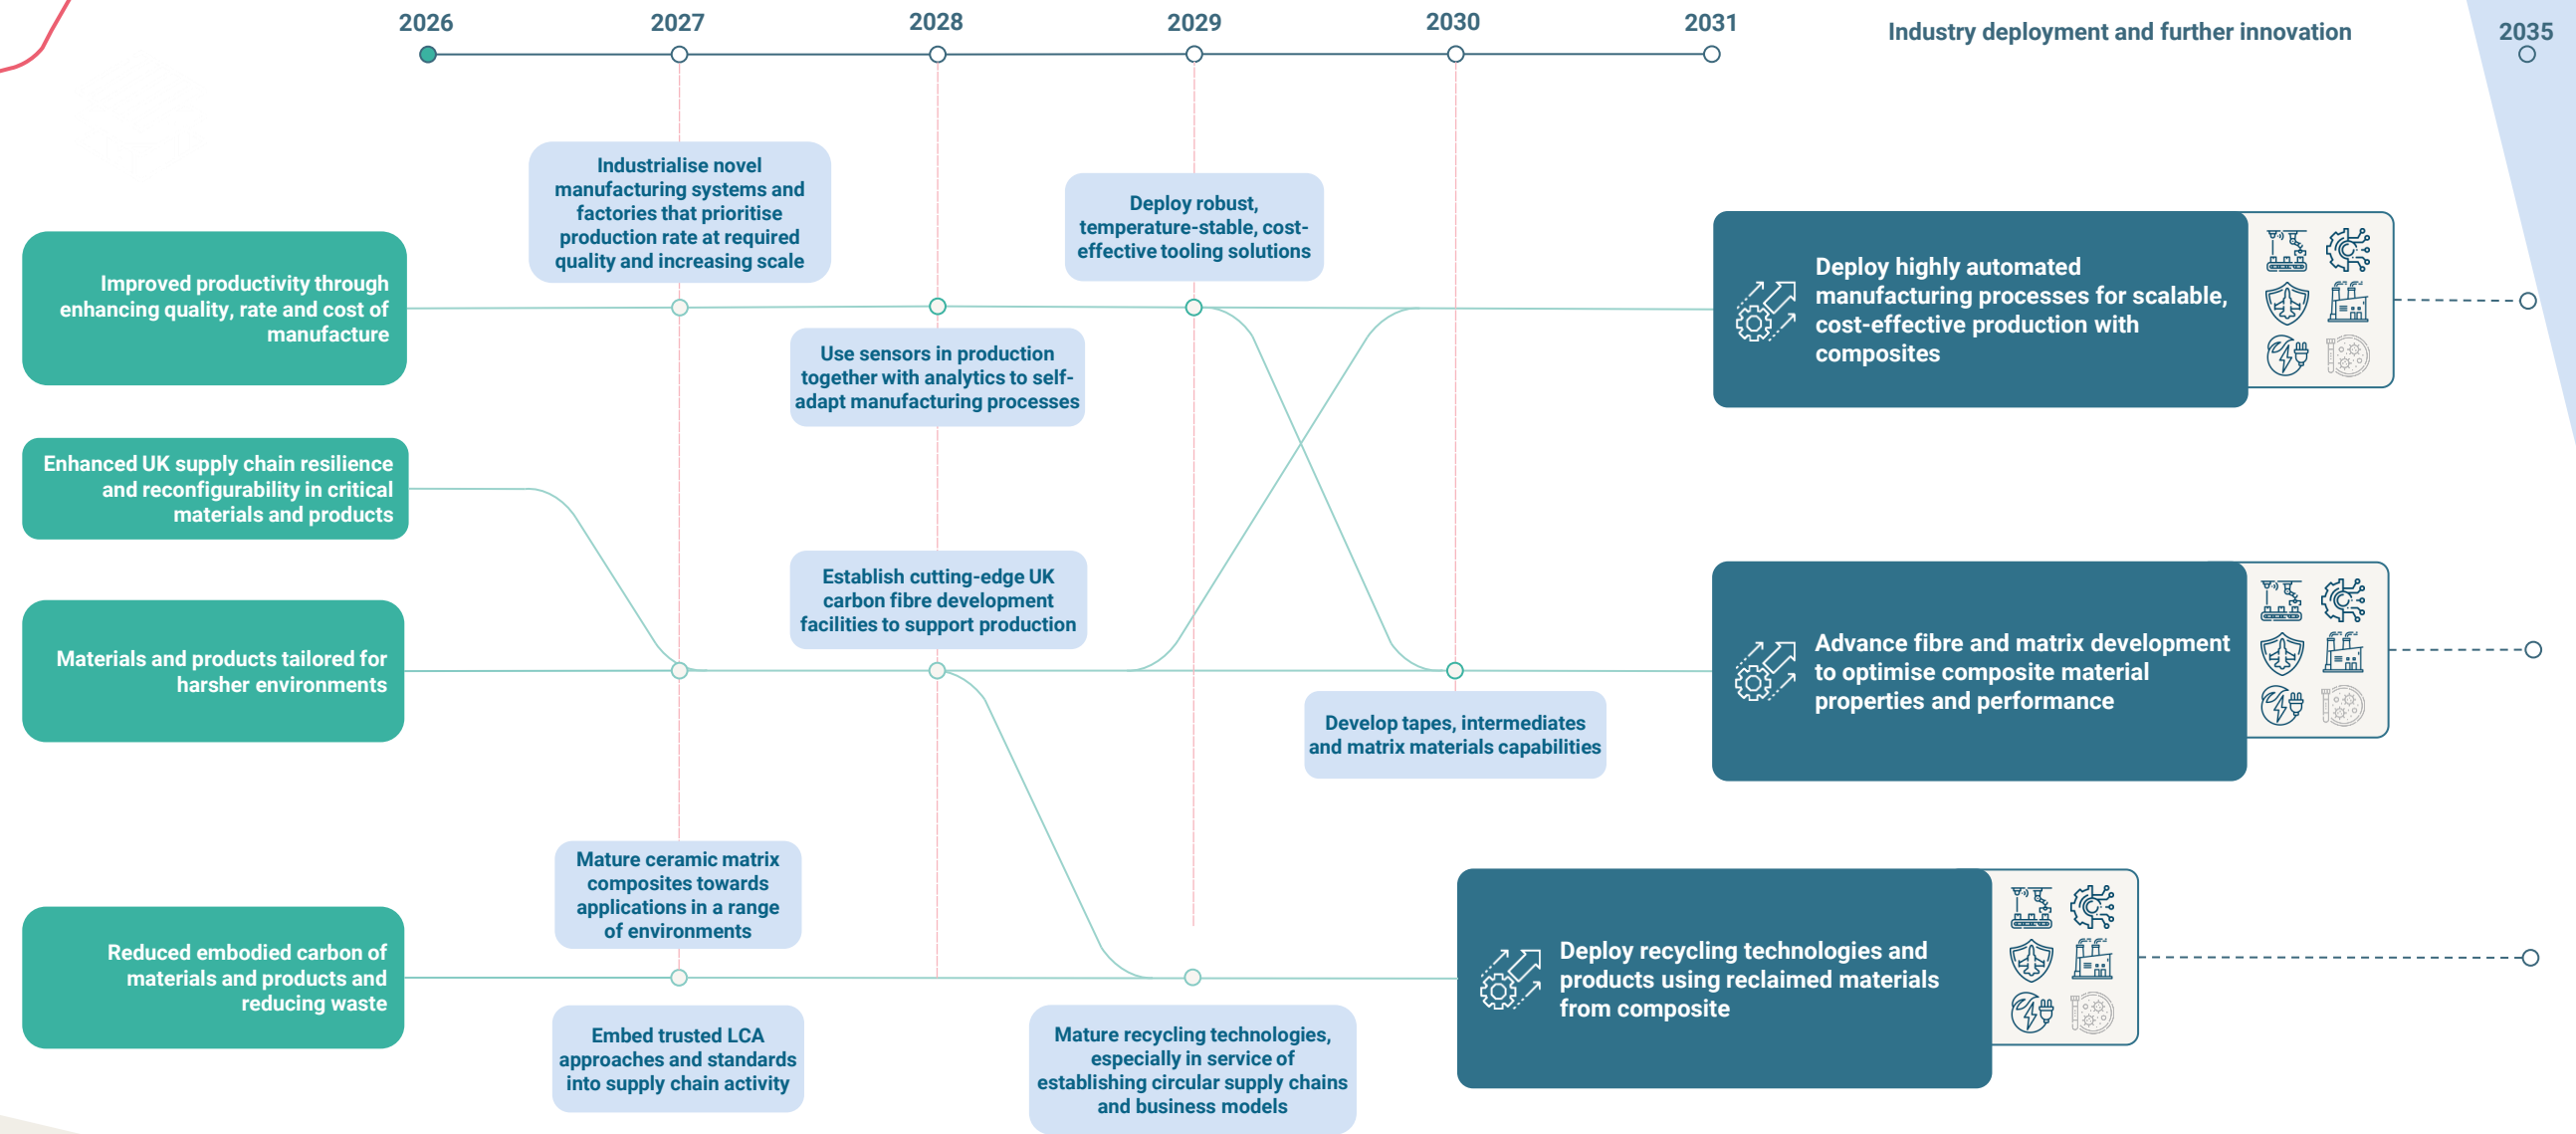 2026
2027
2028
2029
2030
2031
Industry deployment and further innovation
2035
Industrialise novel
manufacturing systems and
factories that prioritise
production rate at required
quality and increasing scale
Deploy robust,
temperature-stable, cost-
effective tooling solutions
Improved productivity through
enhancing quality, rate and cost of
manufacture
Use sensors in production
together with analytics to self-
adapt manufacturing processes
Deploy highly automated
manufacturing processes for scalable,
cost-effective production with
composites
Enhanced UK supply chain resilience
and reconfigurability in critical
materials and products
Establish cutting-edge UK
carbon fibre development
facilities to support production
Materials and products tailored for
harsher environments
Develop tapes, intermediates
and matrix materials capabilities
Advance fibre and matrix development
to optimise composite material
properties and performance
Mature ceramic matrix
composites towards
applications in a range
of environments
Reduced embodied carbon of
materials and products and
reducing waste
Embed trusted LCA
approaches and standards
into supply chain activity
Mature recycling technologies,
especially in service of
establishing circular supply chains
and business models
Deploy recycling technologies and
products using reclaimed materials
from composite